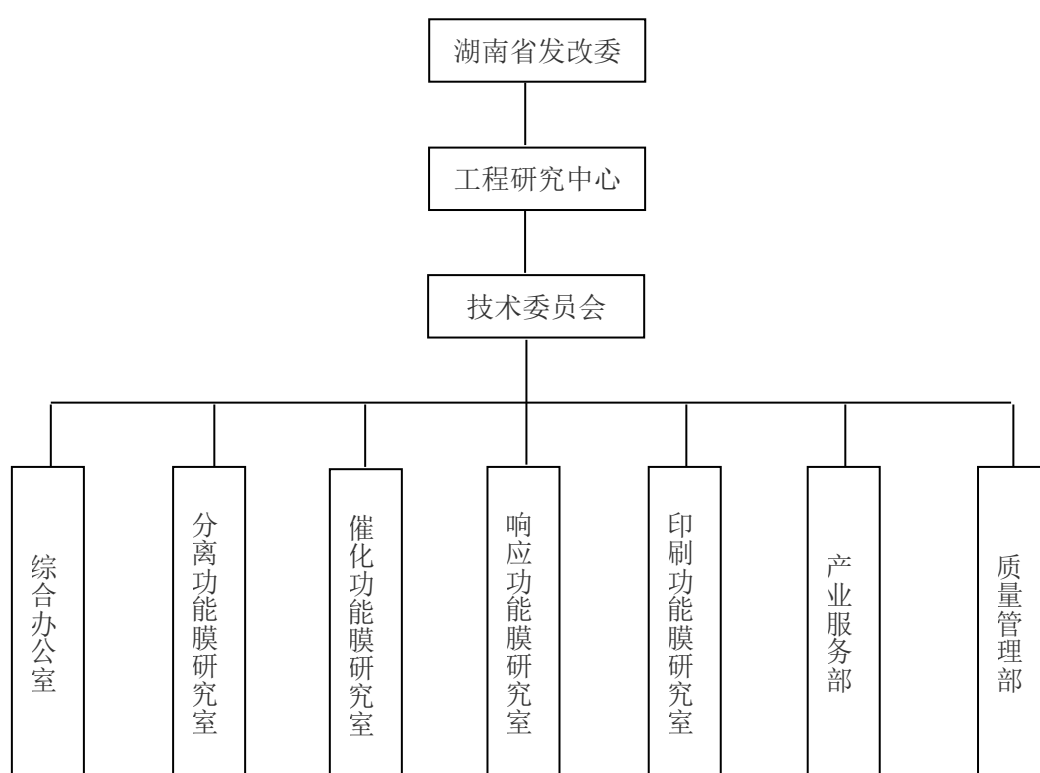 湖南省发改委
工程研究中心
技术委员会
综合办公室
分离功能膜研究室
催化功能膜研究室
响应功能膜研究室
印刷功能膜研究室
产业服务部
质量管理部